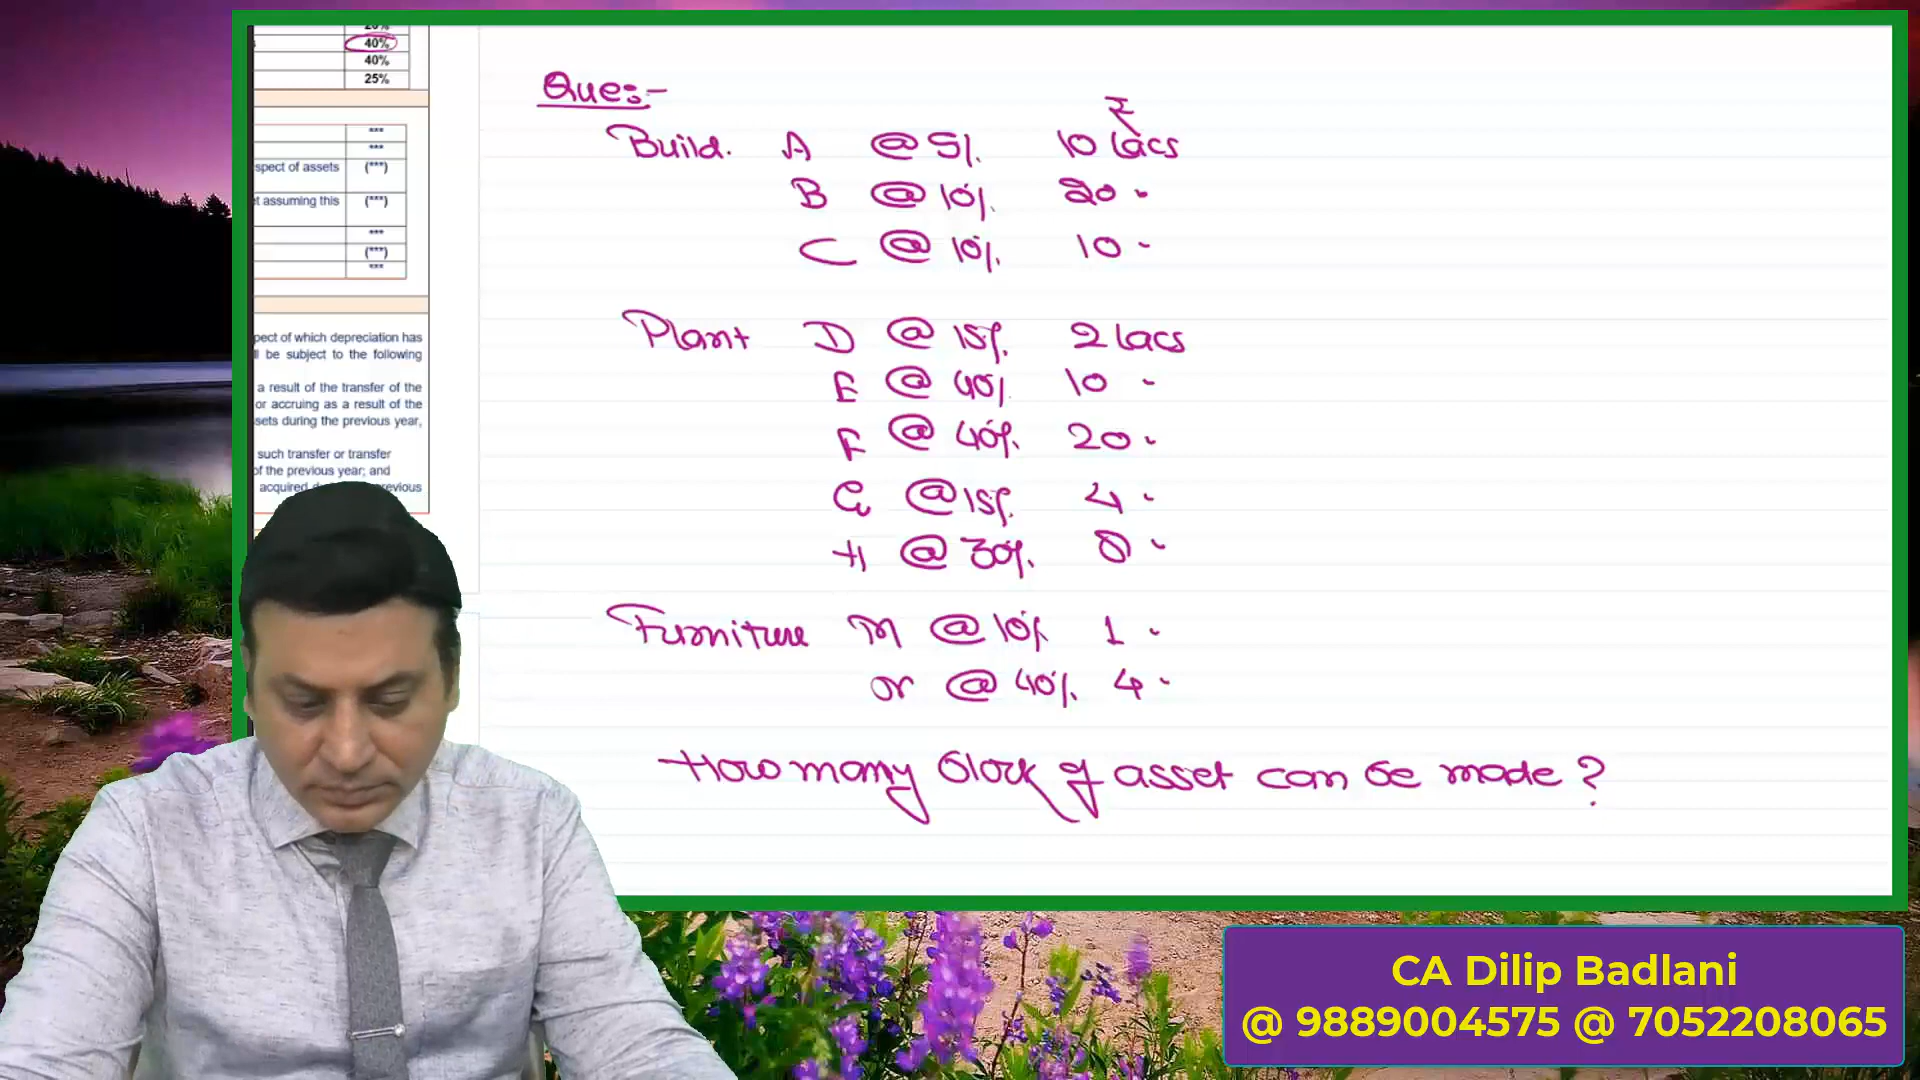 20%
40%
40%
25%
***
***
spect of assets (***)
t assuming this (***)
***
(***)
***
pect of which depreciation has
be subject to the following
a result of the transfer of the
or accruing as a result of the
sets during the previous year,
such transfer or transfer
of the previous year; and
acquired
Ques:-
₹
Build. A @ 5%. 10 lacs
B @ 10%. 20 "
C @ 10%. 10 "
Plant D @ 15%. 2 lacs
E @ 40%. 10 "
F @ 40%. 20 "
G @ 15%. 4 "
H @ 30%. 8 "
Furniture M @ 10% 1 "
or @ 40%. 4 "
How many block of asset can be made ?
CA Dilip Badlani
@ 9889004575 @ 7052208065